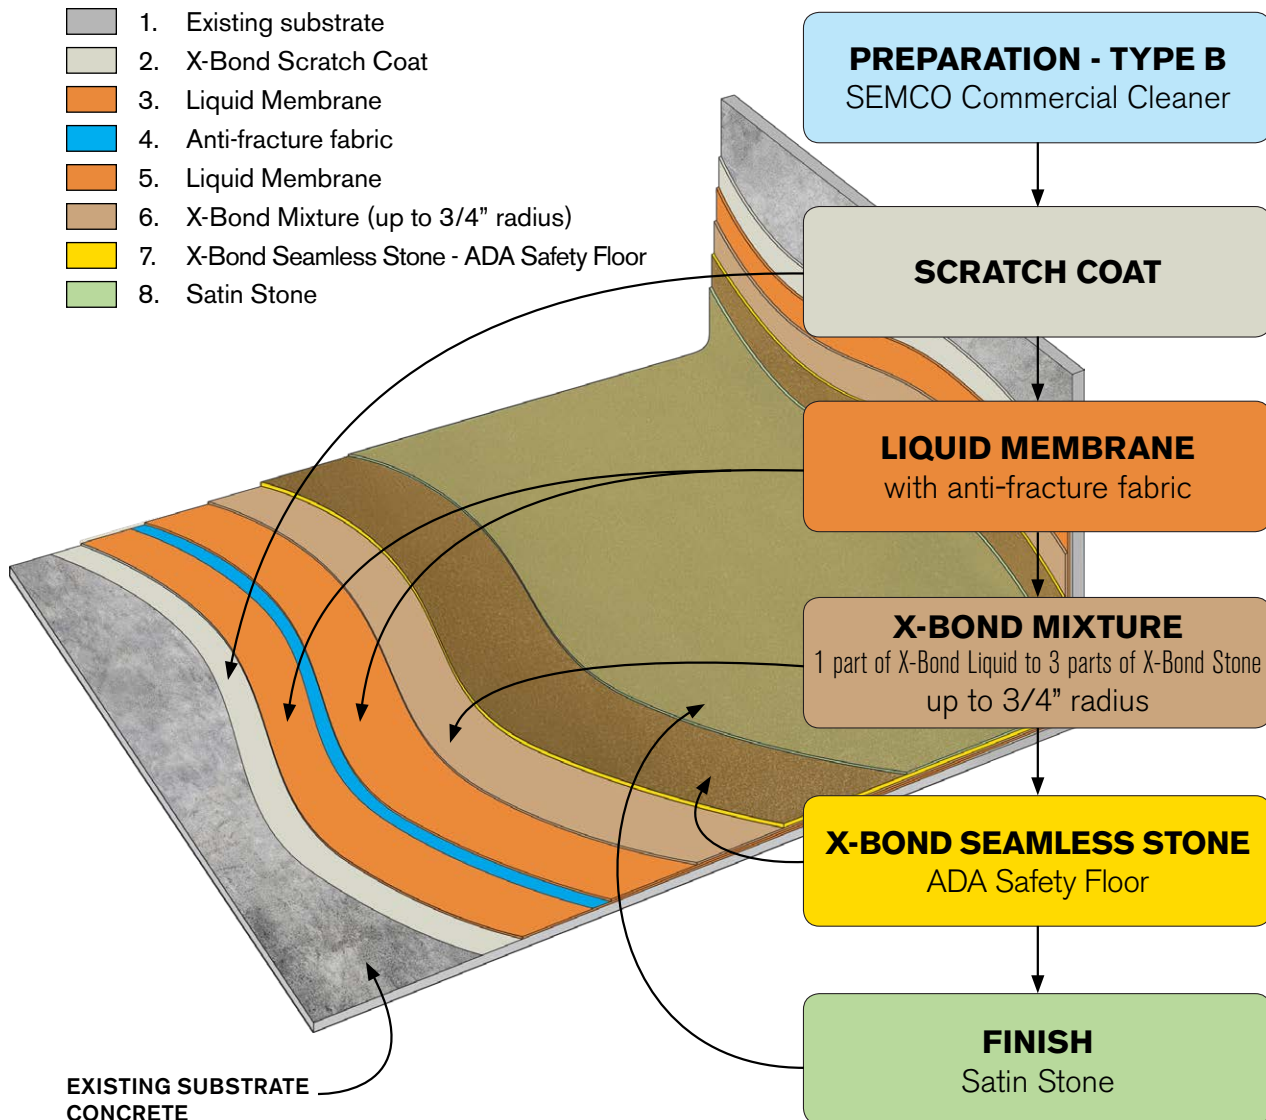 1. Existing substrate
2. X-Bond Scratch Coat
3. Liquid Membrane
4. Anti-fracture fabric
5. Liquid Membrane
6. X-Bond Mixture (up to 3/4” radius)
7. X-Bond Seamless Stone - ADA Safety Floor
8. Satin Stone
PREPARATION - TYPE B
SEMCO Commercial Cleaner
SCRATCH COAT
LIQUID MEMBRANE
with anti-fracture fabric
X-BOND MIXTURE
1 part of X-Bond Liquid to 3 parts of X-Bond Stone
up to 3/4” radius
X-BOND SEAMLESS STONE
ADA Safety Floor
FINISH
Satin Stone
EXISTING SUBSTRATE
CONCRETE